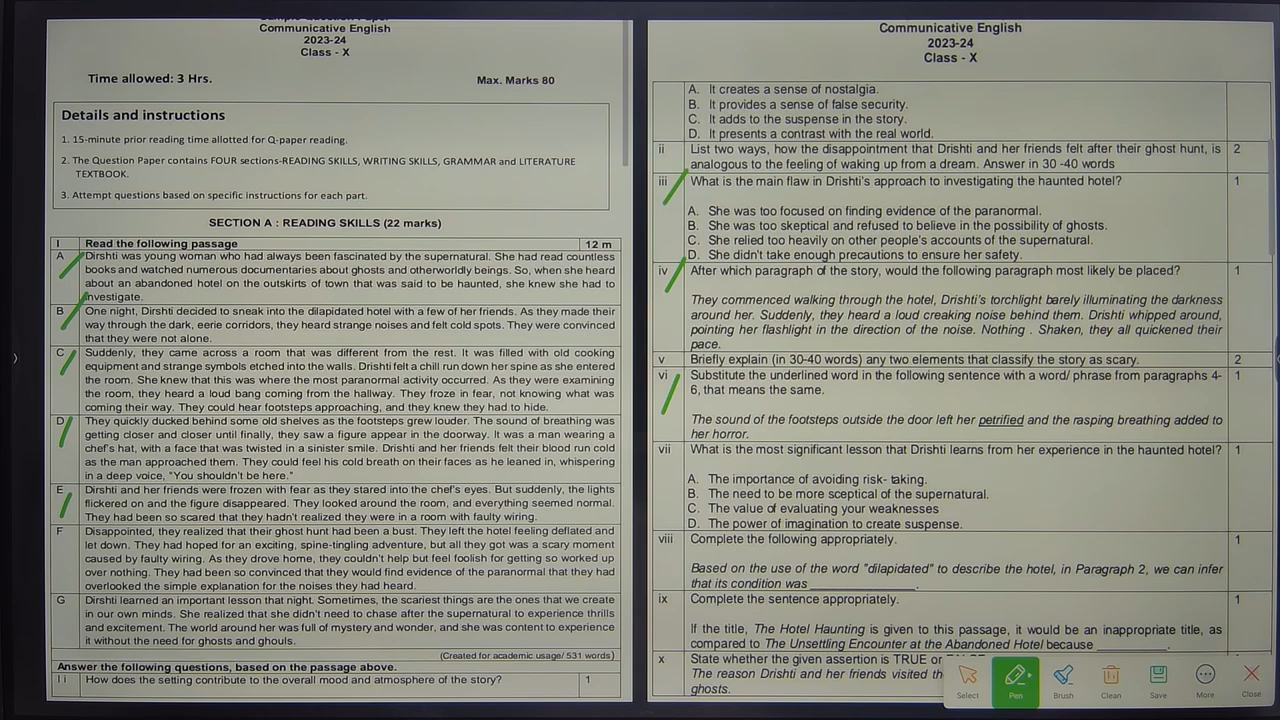 Communicative English
2023-24
Class - X
Time allowed: 3 Hrs.
Max. Marks 80
Details and instructions
1. 15-minute prior reading time allotted for Q-paper reading.
2. The Question Paper contains FOUR sections-READING SKILLS, WRITING SKILLS, GRAMMAR and LITERATURE
TEXTBOOK.
3. Attempt questions based on specific instructions for each part.
SECTION A : READING SKILLS (22 marks)
I Read the following passage 12 m
A Dirshti was young woman who had always been fascinated by the supernatural. She had read countless
books and watched numerous documentaries about ghosts and otherworldly beings. So, when she heard
about an abandoned hotel on the outskirts of town that was said to be haunted, she knew she had to
investigate.
B One night, Dirshti decided to sneak into the dilapidated hotel with a few of her friends. As they made their
way through the dark, eerie corridors, they heard strange noises and felt cold spots. They were convinced
that they were not alone.
C Suddenly, they came across a room that was different from the rest. It was filled with old cooking
equipment and strange symbols etched into the walls. Dirshti felt a chill run down her spine as she entered
the room. She knew that this was where the most paranormal activity occurred. As they were examining
the room, they heard a loud bang coming from the hallway. They froze in fear, not knowing what was
coming their way. They could hear footsteps approaching, and they knew they had to hide.
D They quickly ducked behind some old shelves as the footsteps grew louder. The sound of breathing was
getting closer and closer until finally, they saw a figure appear in the doorway. It was a man wearing a
chef's hat, with a face that was twisted in a sinister smile. Drishti and her friends felt their blood run cold
as the man approached them. They could feel his cold breath on their faces as he leaned in, whispering
in a deep voice, "You shouldn't be here."
E Dirshti and her friends were frozen with fear as they stared into the chef's eyes. But suddenly, the lights
flickered on and the figure disappeared. They looked around the room, and everything seemed normal.
They had been so scared that they hadn't realized they were in a room with faulty wiring.
F Disappointed, they realized that their ghost hunt had been a bust. They left the hotel feeling deflated and
let down. They had hoped for an exciting, spine-tingling adventure, but all they got was a scary moment
caused by faulty wiring. As they drove home, they couldn't help but feel foolish for getting so worked up
over nothing. They had been so convinced that they would find evidence of the paranormal that they had
overlooked the simple explanation for the noises they had heard.
G Dirshti learned an important lesson that night. Sometimes, the scariest things are the ones that we create
in our own minds. She realized that she didn't need to chase after the supernatural to experience thrills
and excitement. The world around her was full of mystery and wonder, and she was content to experience
it without the need for ghosts and ghouls.
(Created for academic usage/ 531 words)
Answer the following questions, based on the passage above.
1 i How does the setting contribute to the overall mood and atmosphere of the story? 1
Communicative English
2023-24
Class - X
A. It creates a sense of nostalgia.
B. It provides a sense of false security.
C. It adds to the suspense in the story.
D. It presents a contrast with the real world.
ii List two ways, how the disappointment that Drishti and her friends felt after their ghost hunt, is 2
analogous to the feeling of waking up from a dream. Answer in 30 -40 words
iii What is the main flaw in Drishti's approach to investigating the haunted hotel? 1
A. She was too focused on finding evidence of the paranormal.
B. She was too skeptical and refused to believe in the possibility of ghosts.
C. She relied too heavily on other people's accounts of the supernatural.
D. She didn't take enough precautions to ensure her safety.
iv After which paragraph of the story, would the following paragraph most likely be placed? 1
They commenced walking through the hotel, Drishti's torchlight barely illuminating the darkness
around her. Suddenly, they heard a loud creaking noise behind them. Drishti whipped around,
pointing her flashlight in the direction of the noise. Nothing . Shaken, they all quickened their
pace.
v Briefly explain (in 30-40 words) any two elements that classify the story as scary. 2
vi Substitute the underlined word in the following sentence with a word/ phrase from paragraphs 4- 1
6, that means the same.
The sound of the footsteps outside the door left her petrified and the rasping breathing added to
her horror.
vii What is the most significant lesson that Drishti learns from her experience in the haunted hotel? 1
A. The importance of avoiding risk- taking.
B. The need to be more sceptical of the supernatural.
C. The value of evaluating your weaknesses
D. The power of imagination to create suspense.
viii Complete the following appropriately. 1
Based on the use of the word "dilapidated" to describe the hotel, in Paragraph 2, we can infer
that its condition was ____________.
ix Complete the sentence appropriately. 1
If the title, The Hotel Haunting is given to this passage, it would be an inappropriate title, as
compared to The Unsettling Encounter at the Abandoned Hotel because ____________.
x State whether the given assertion is TRUE or
The reason Drishti and her friends visited th
ghosts.
Select
Pen
Brush
Clean
Save
More
Close